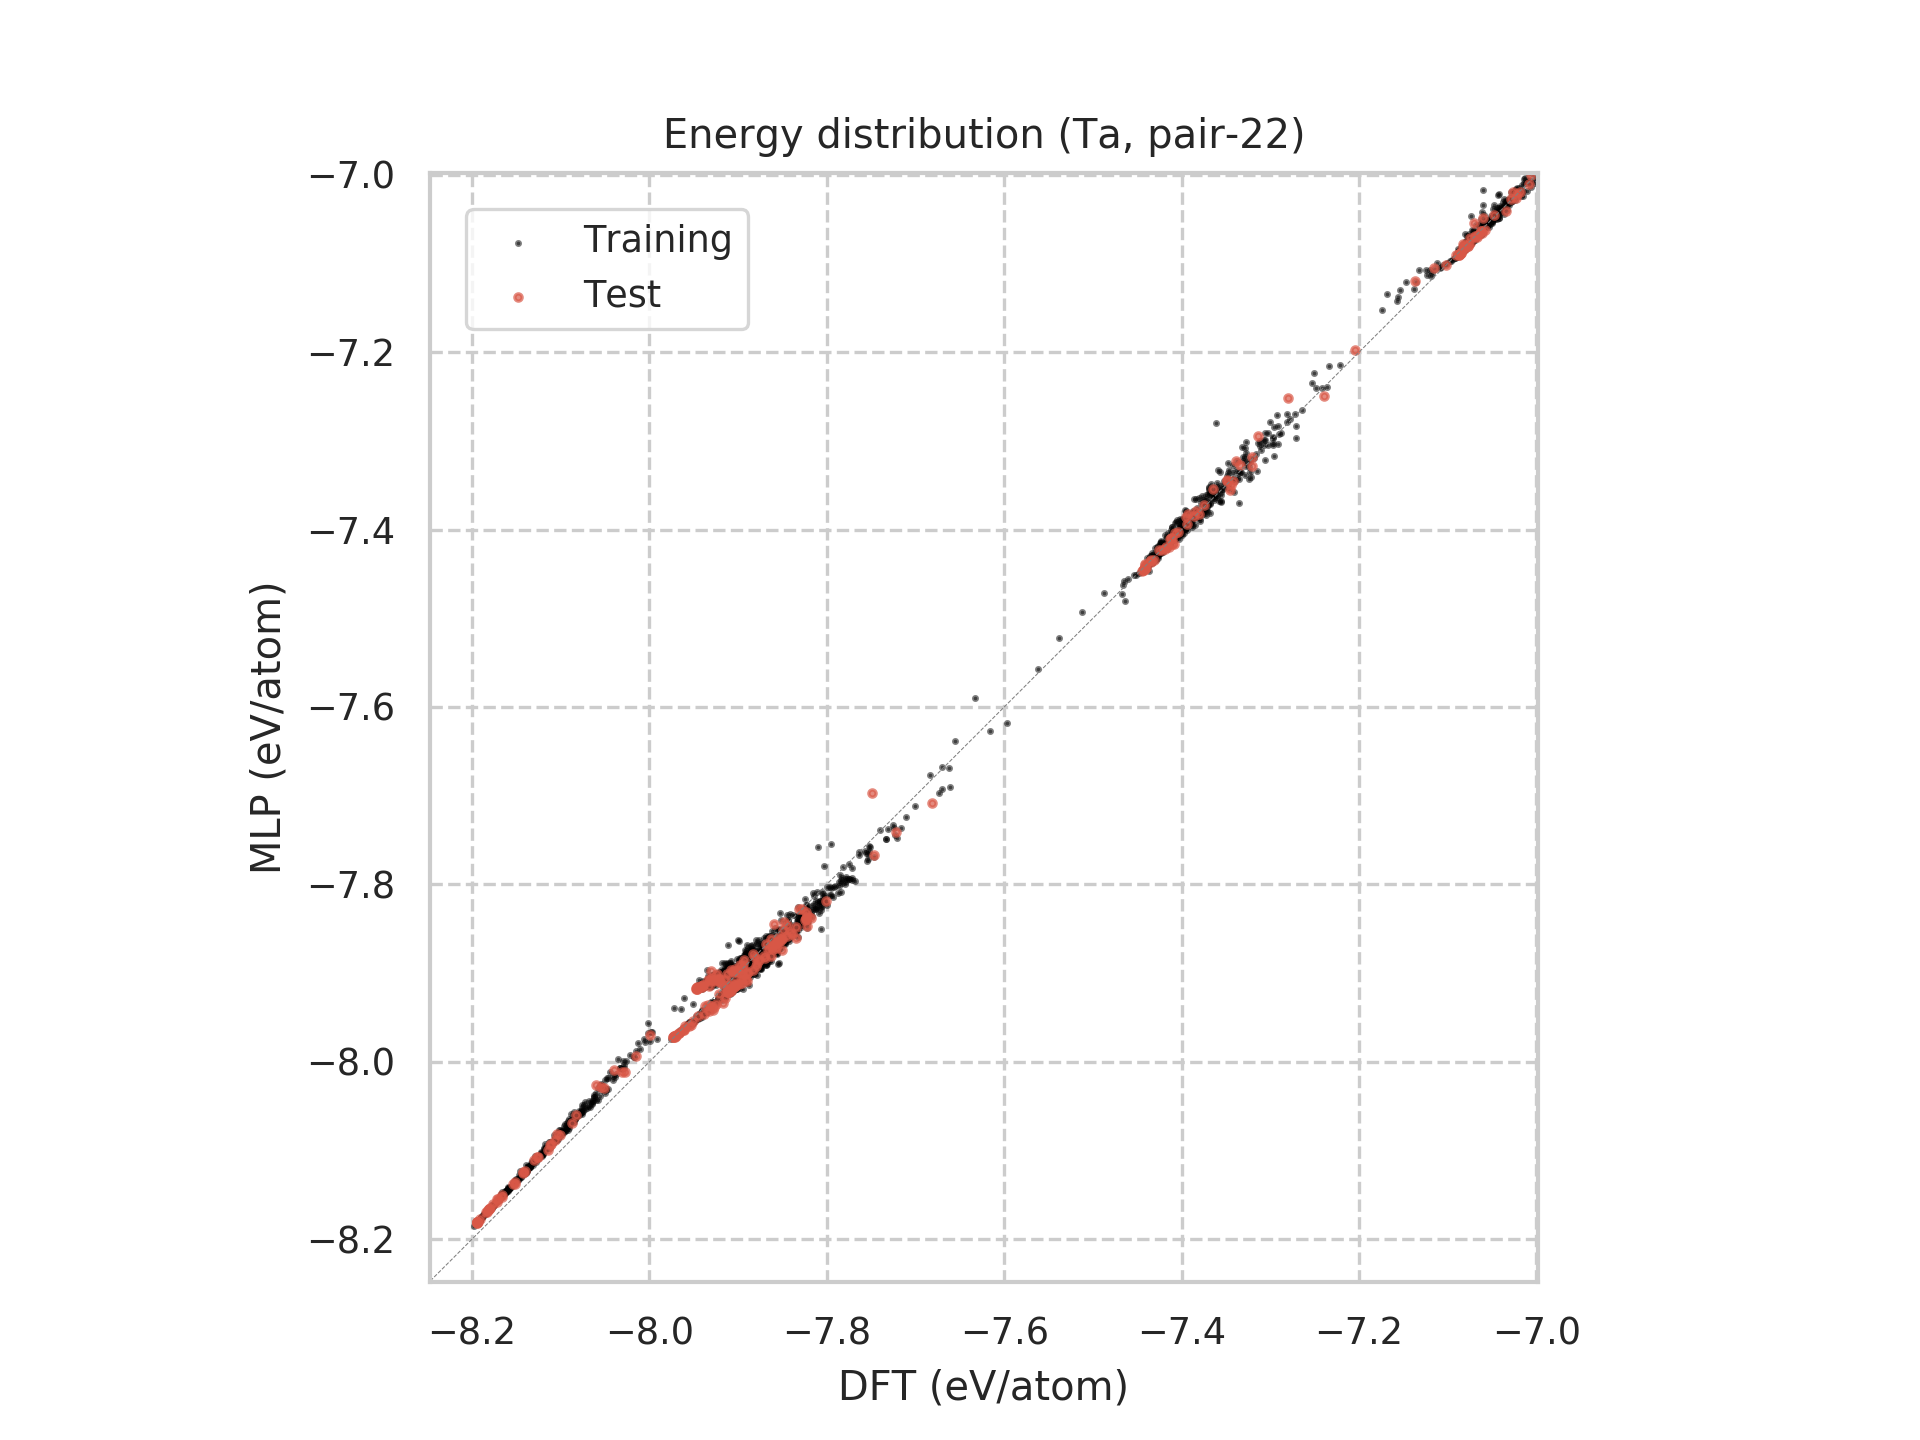 Energy distribution (Ta, pair-22)
−7.0
Training
Test
−7.2
−7.4
−7.6
−7.8
−8.0
−8.2
MLP (eV/atom)
−8.2 −8.0 −7.8 −7.6 −7.4 −7.2 −7.0
DFT (eV/atom)